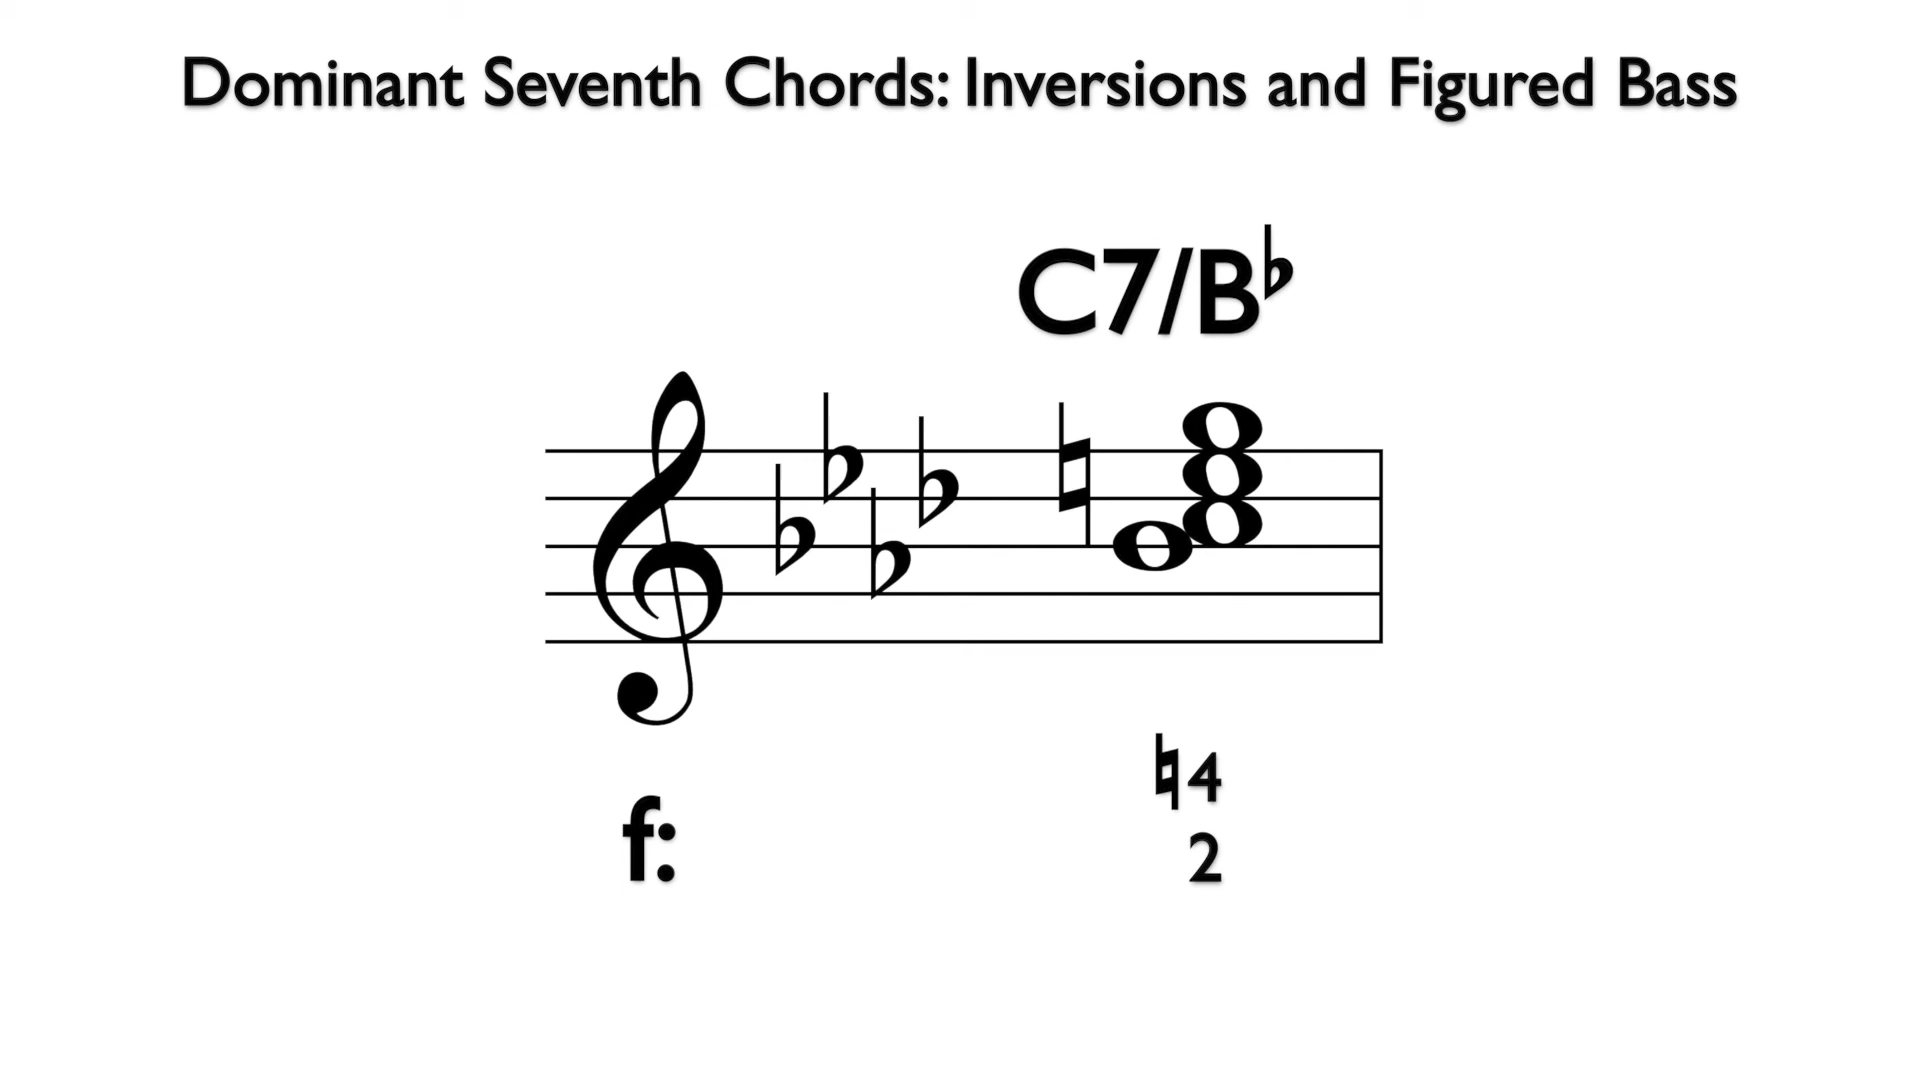 Dominant Seventh Chords: Inversions and Figured Bass
C7/B♭
♮4
f:
2